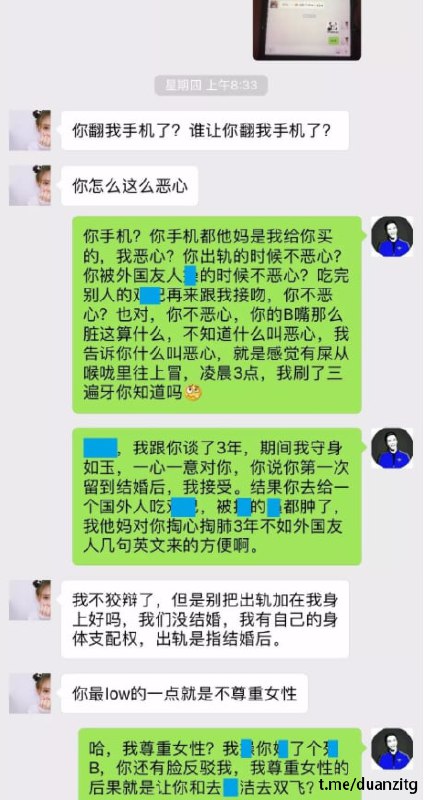 星期四 上午8:33
你翻我手机了？谁让你翻我手机了？
你怎么这么恶心
你手机？你手机都他妈是我给你买
的，我恶心？你出轨的时候不恶心？
你被外国友人 的时候不恶心？吃完
别人的 再来跟我接吻，你不恶
心？也对，你不恶心，你的B嘴那么
脏这算什么，不知道什么叫恶心，我
告诉你什么叫恶心，就是感觉有屎从
喉咙里往上冒，凌晨3点，我刷了三
遍牙你知道吗
，我跟你谈了3年，期间我守身
如玉，一心一意对你，你说你第一次
留到结婚后，我接受。结果你去给一
个国外人吃 ，被 的 都肿了，
我他妈对你掏心掏肺3年不如外国友
人几句英文来的方便啊。
我不狡辩了，但是别把出轨加在我身
上好吗，我们没结婚，我有自己的身
体支配权，出轨是指结婚后。
你最low的一点就是不尊重女性
哈，我尊重女性？我 你 了个
B，你还有脸反驳我，我尊重女性的
后果就是让你和去 洁去双飞？
t.me/duanzitg